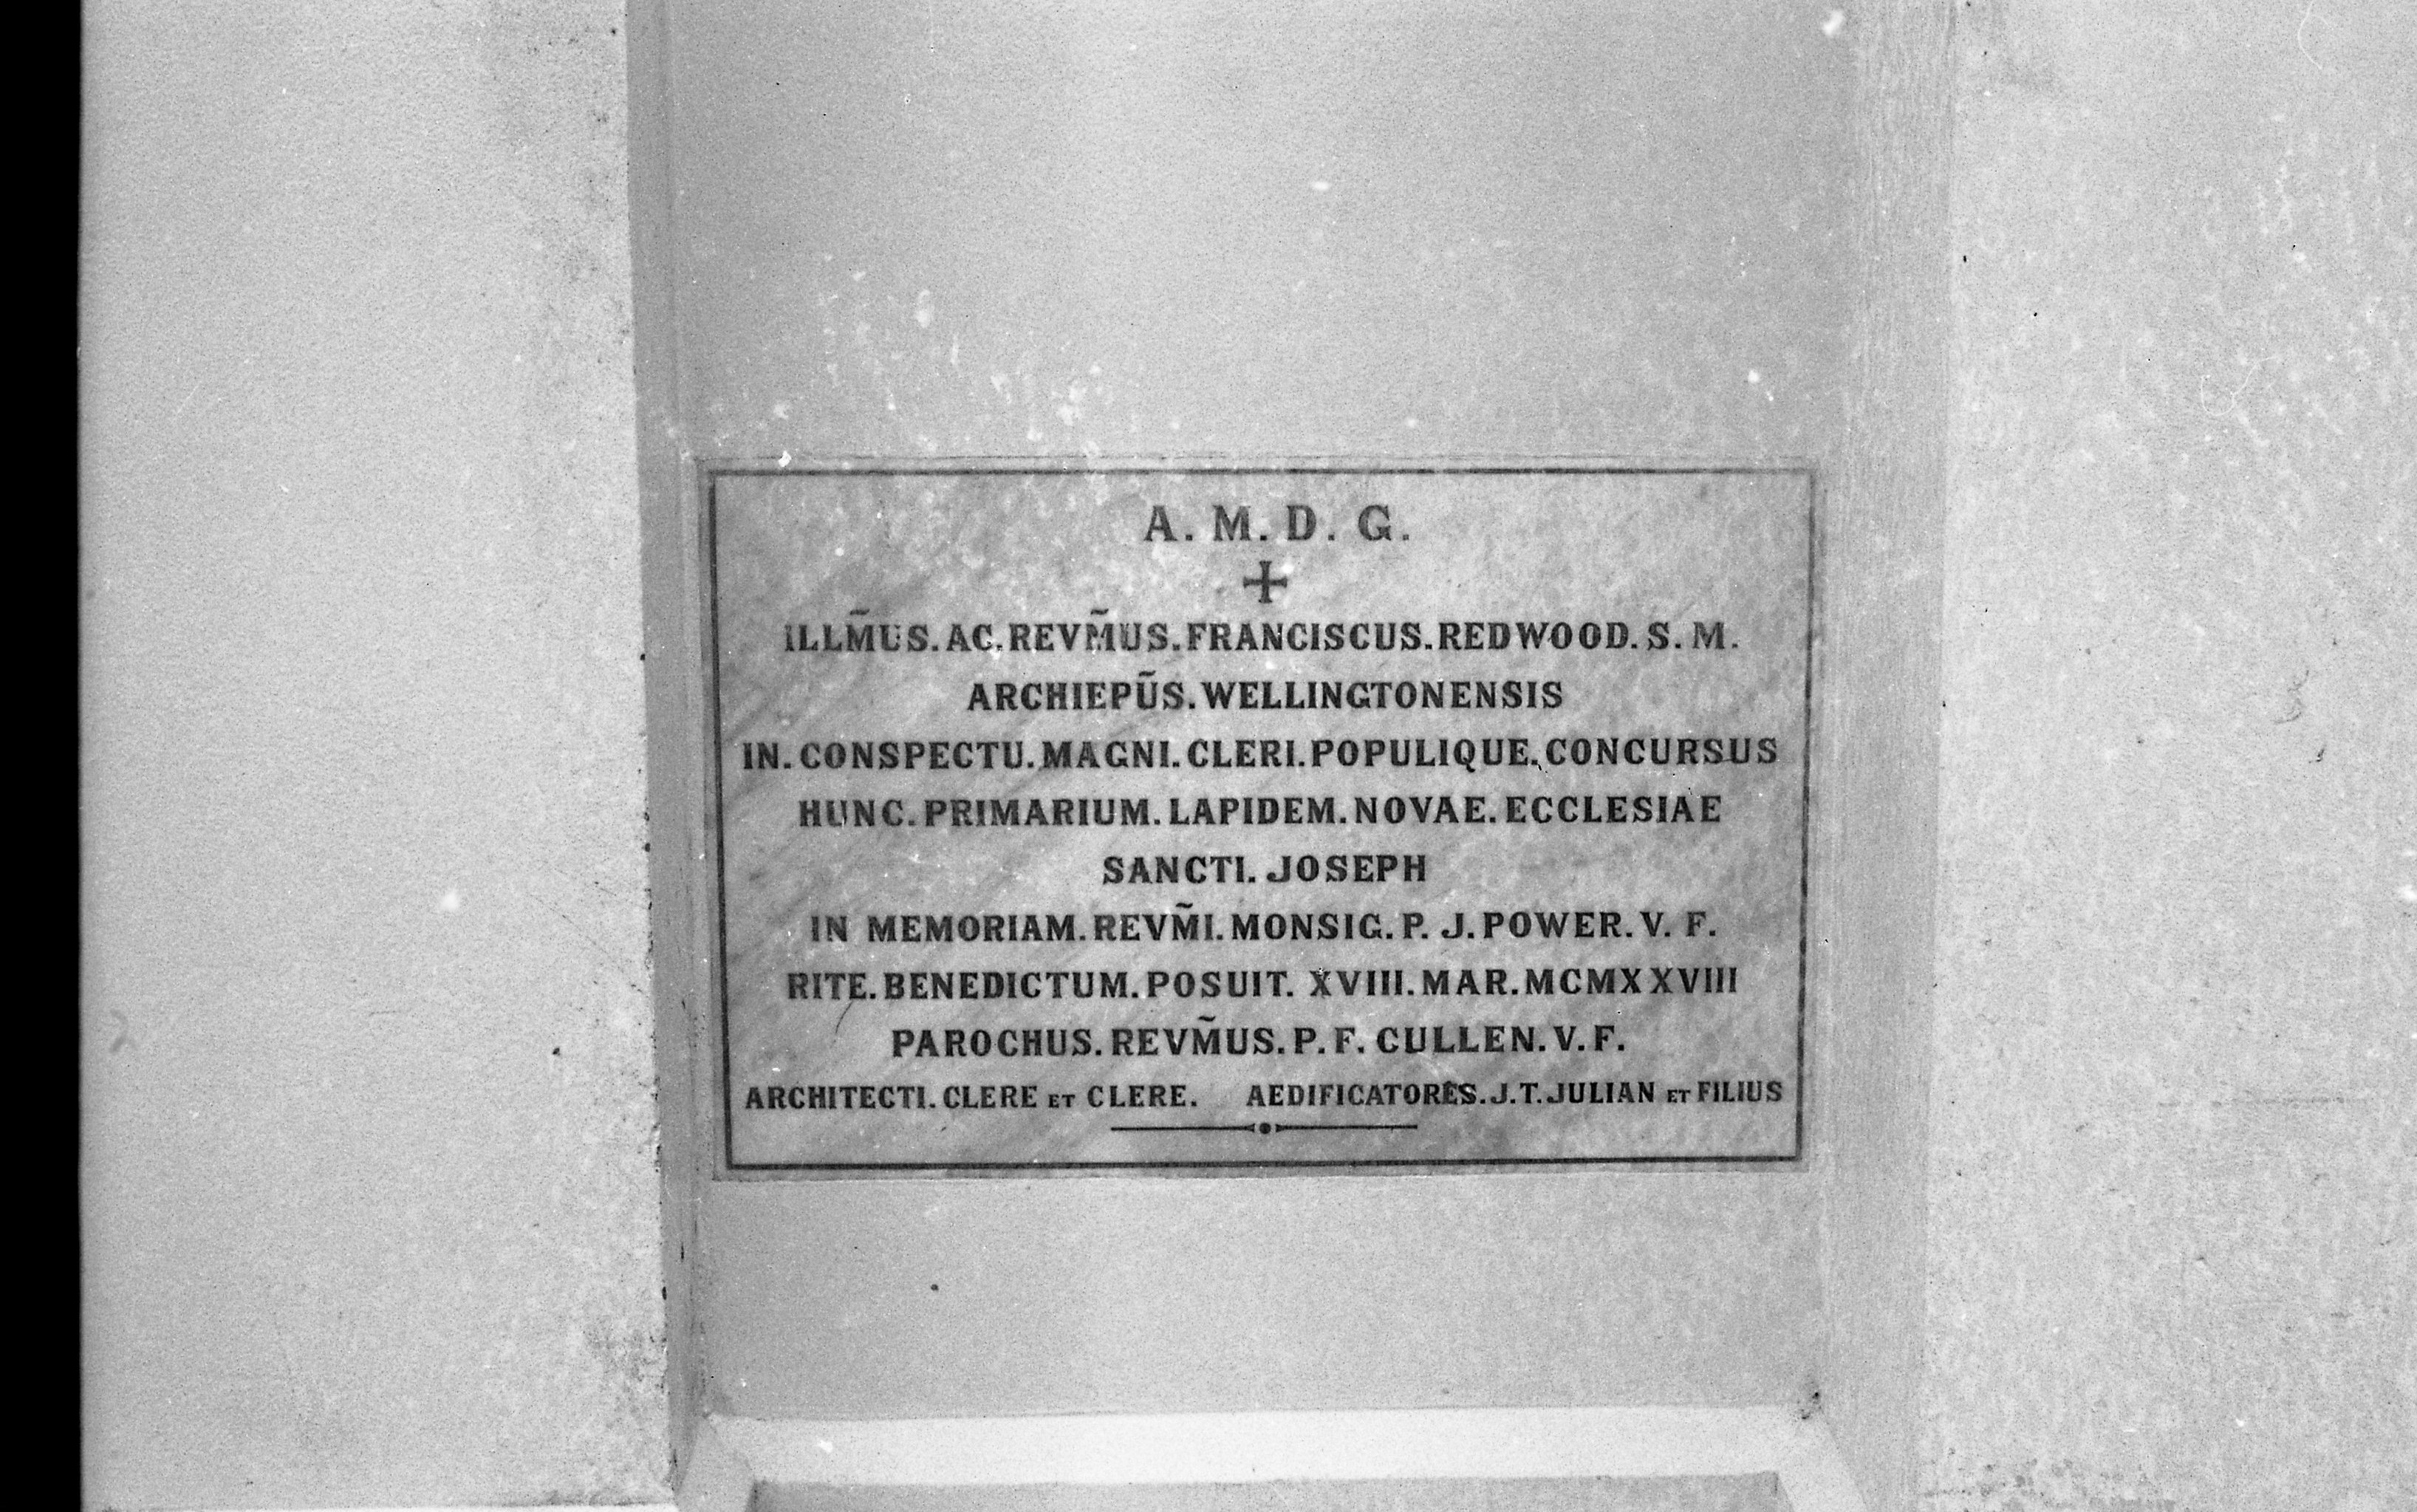 A. M. D. G.
ILLM̃US. AC. REVM̃US. FRANCISCUS. REDWOOD. S. M.
ARCHIEPŨS. WELLINGTONENSIS
IN. CONSPECTU. MAGNI. CLERI. POPULIQUE. CONCURSUS
HUNC. PRIMARIUM. LAPIDEM. NOVAE. ECCLESIAE
SANCTI. JOSEPH
IN MEMORIAM. REVM̃I. MONSIG. P. J. POWER. V. F.
RITE. BENEDICTUM. POSUIT. XVIII. MAR. MCMXXVIII
PAROCHUS. REVM̃US. P. F. CULLEN. V. F.
ARCHITECTI. CLERE ET CLERE. AEDIFICATORES. J. T. JULIAN ET FILIUS